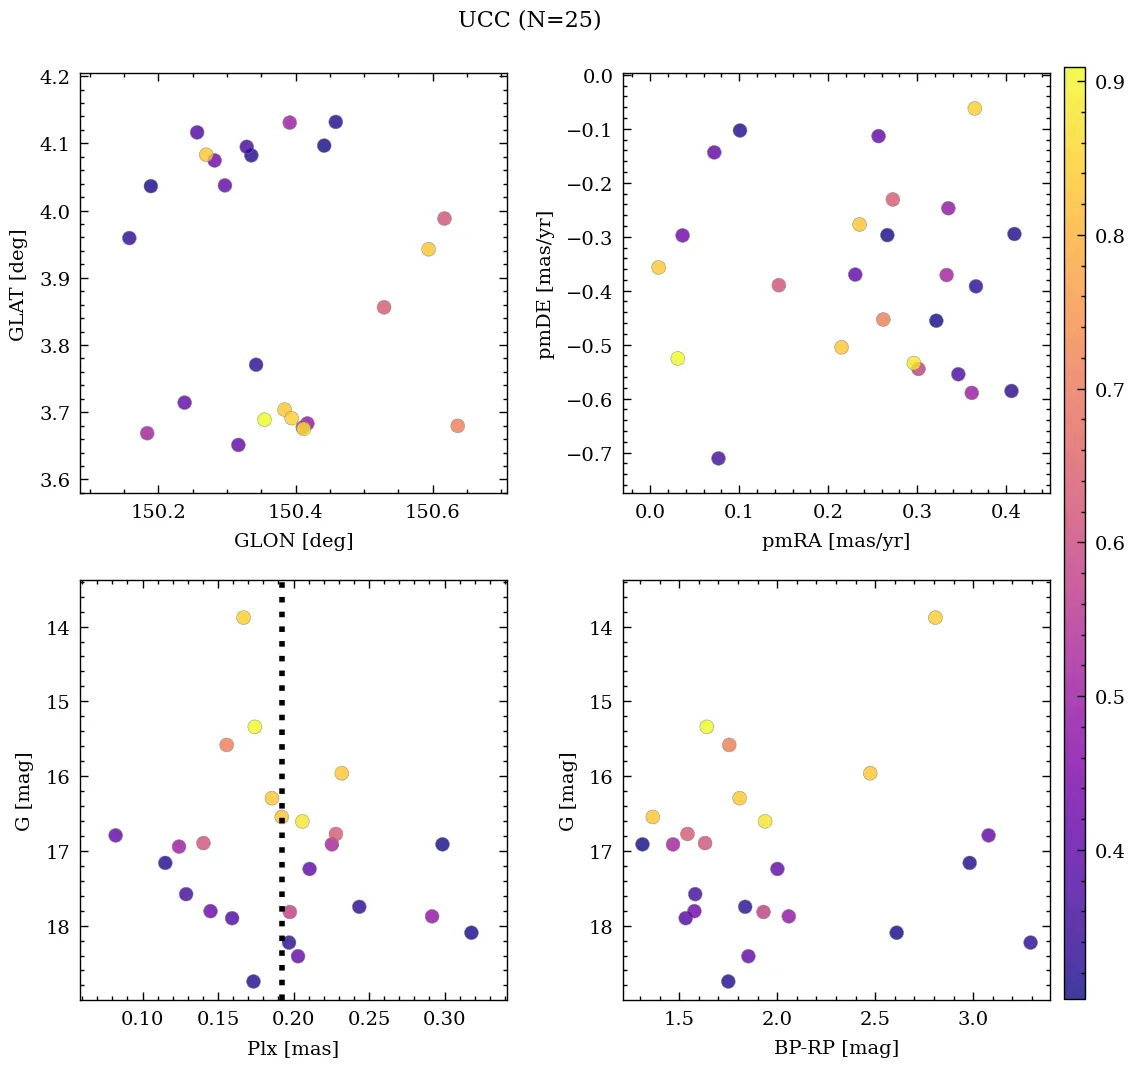 UCC (N=25)
4.2
4.1
4.0
3.9
3.8
3.7
3.6
GLAT [deg]
150.2 150.4 150.6
GLON [deg]
0.0
−0.1
−0.2
−0.3
−0.4
−0.5
−0.6
−0.7
pmDE [mas/yr]
0.0 0.1 0.2 0.3 0.4
pmRA [mas/yr]
14
15
16
17
18
G [mag]
0.10 0.15 0.20 0.25 0.30
Plx [mas]
14
15
16
17
18
G [mag]
1.5 2.0 2.5 3.0
BP-RP [mag]
0.9
0.8
0.7
0.6
0.5
0.4